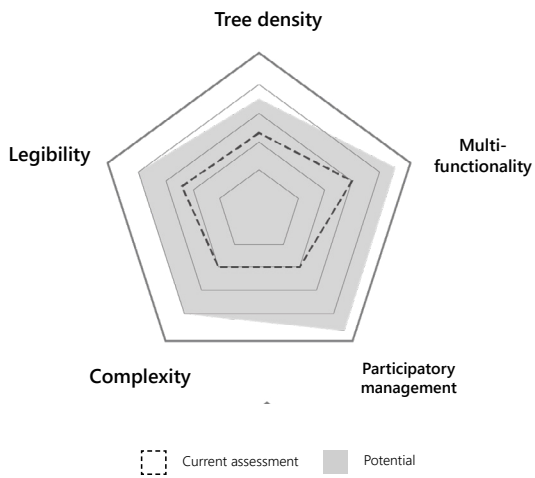 Tree density
Legibility
Multi-
functionality
Complexity
Participatory
management
Current assessment
Potential